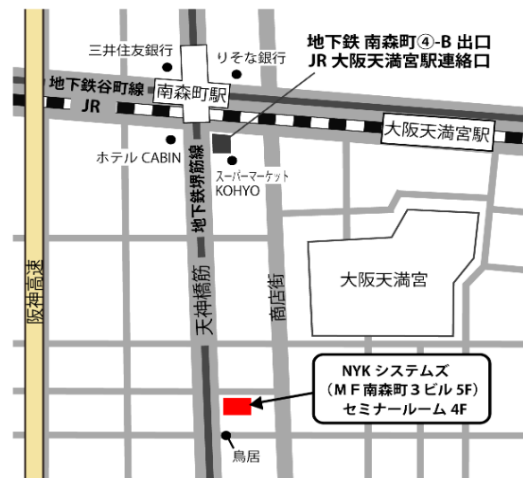 三井住友銀行
りそな銀行
地下鉄 南森町④-B 出口
JR 大阪天満宮駅連絡口
地下鉄谷町線
南森町駅
JR
大阪天満宮駅
ホテル CABIN
スーパーマーケット
KOHYO
地下鉄堺筋線
阪神高速
天神橋筋
商店街
大阪天満宮
NYK システムズ
（ＭＦ南森町３ビル 5F）
セミナールーム 4F
鳥居